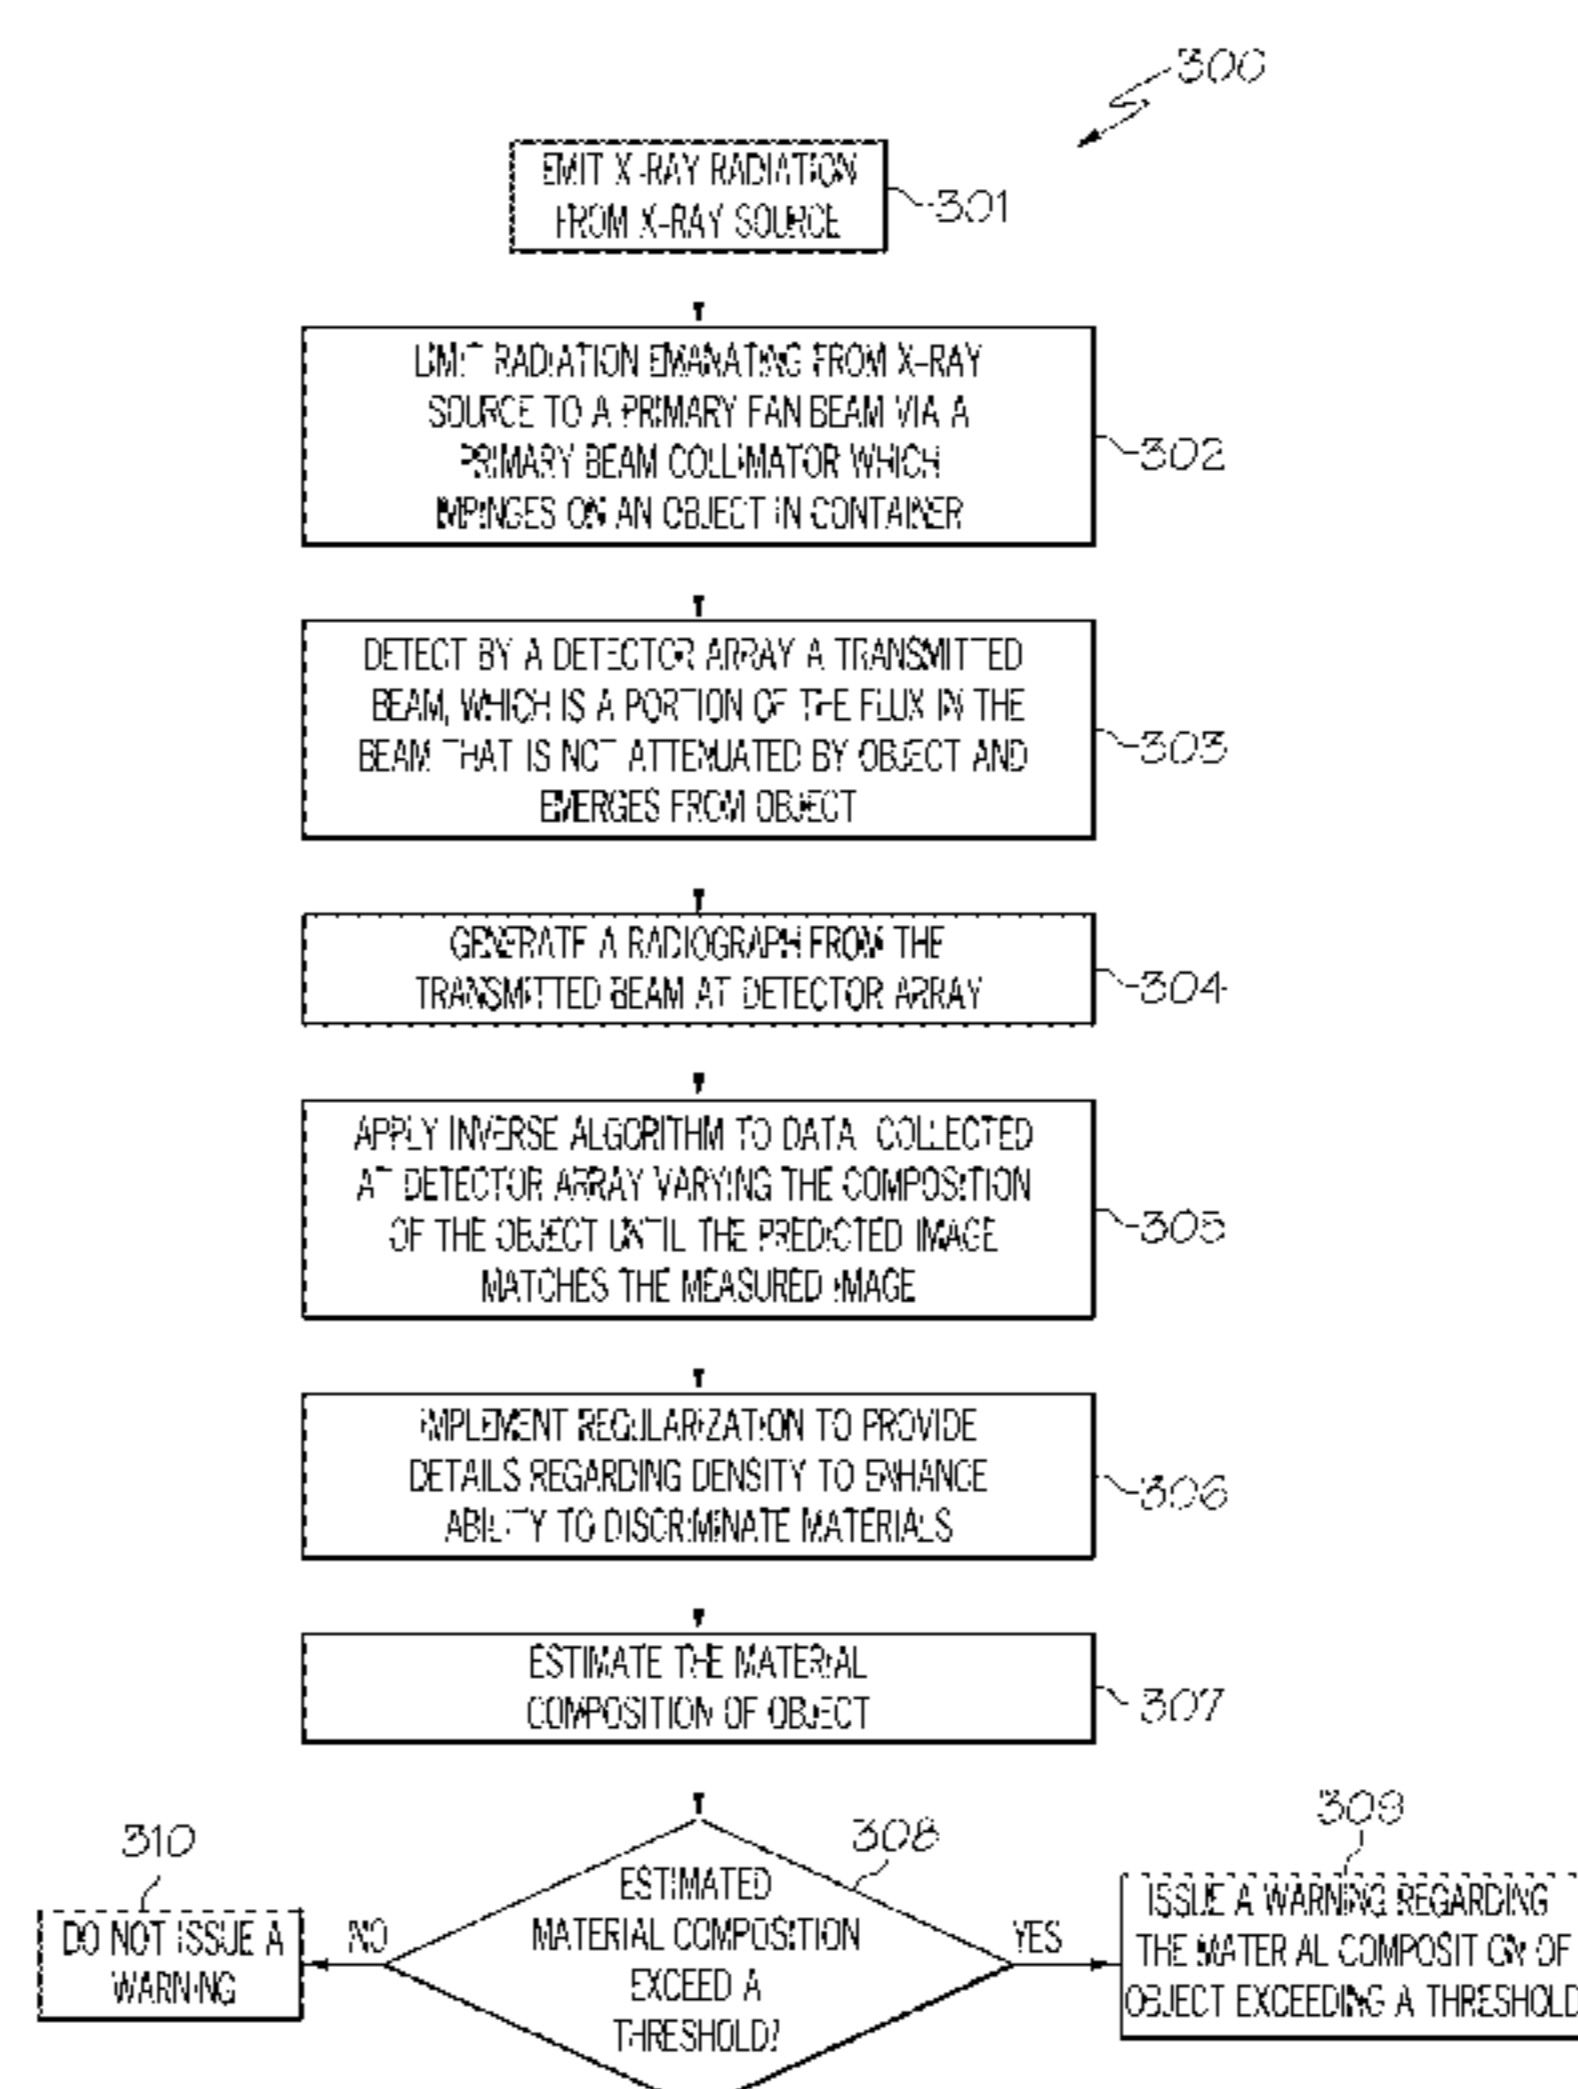 300
EMIT X-RAY RADIATION
FROM X-RAY SOURCE
301
LIMIT RADIATION EMANATING FROM X-RAY
SOURCE TO A PRIMARY FAN BEAM VIA A
PRIMARY BEAM COLLIMATOR WHICH
IMPINGES ON AN OBJECT IN CONTAINER
302
DETECT BY A DETECTOR ARRAY A TRANSMITTED
BEAM, WHICH IS A PORTION OF THE FLUX IN THE
BEAM THAT IS NOT ATTENUATED BY OBJECT AND
EMERGES FROM OBJECT
303
GENERATE A RADIOGRAPH FROM THE
TRANSMITTED BEAM AT DETECTOR ARRAY
304
APPLY INVERSE ALGORITHM TO DATA COLLECTED
AT DETECTOR ARRAY VARYING THE COMPOSITION
OF THE OBJECT UNTIL THE PREDICTED IMAGE
MATCHES THE MEASURED IMAGE
305
IMPLEMENT REGULARIZATION TO PROVIDE
DETAILS REGARDING DENSITY TO ENHANCE
ABILITY TO DISCRIMINATE MATERIALS
306
ESTIMATE THE MATERIAL
COMPOSITION OF OBJECT
307
310
DO NOT ISSUE A
WARNING
NO
308
ESTIMATED
MATERIAL COMPOSITION
EXCEED A
THRESHOLD?
YES
309
ISSUE A WARNING REGARDING
THE MATERIAL COMPOSITION OF
OBJECT EXCEEDING A THRESHOLD